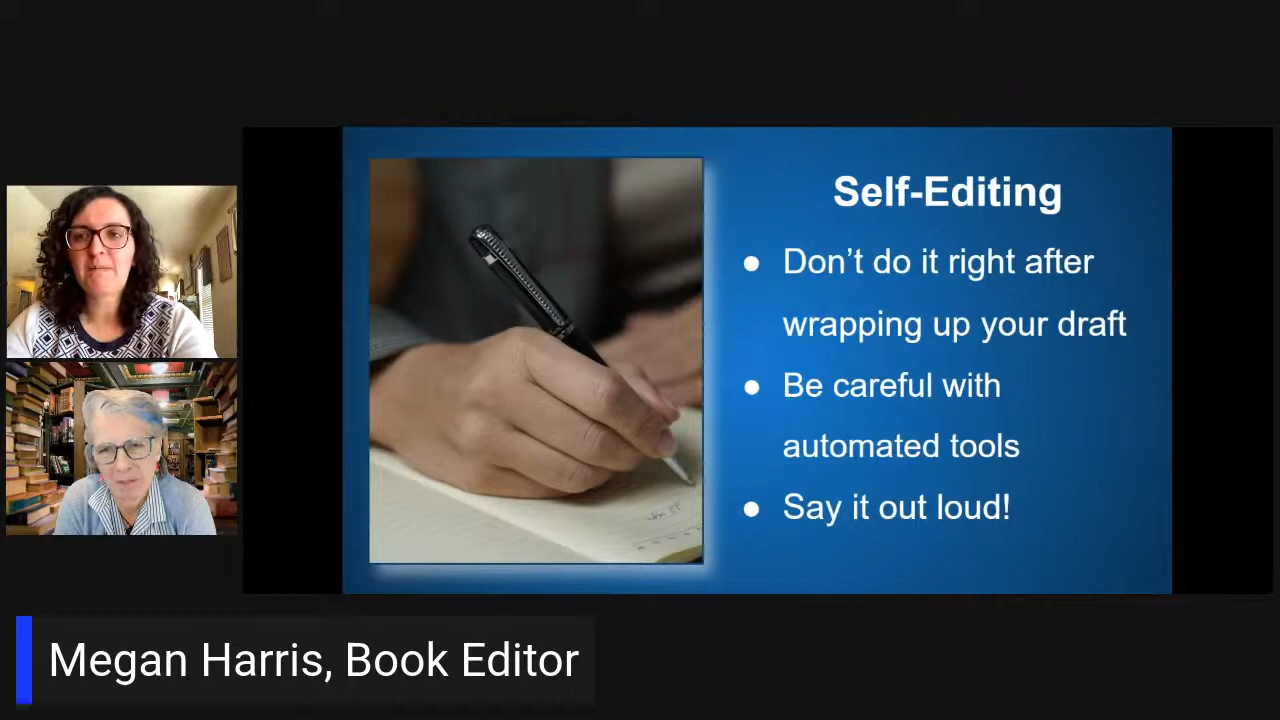 Self-Editing
● Don’t do it right after
wrapping up your draft
● Be careful with
automated tools
● Say it out loud!
Megan Harris, Book Editor